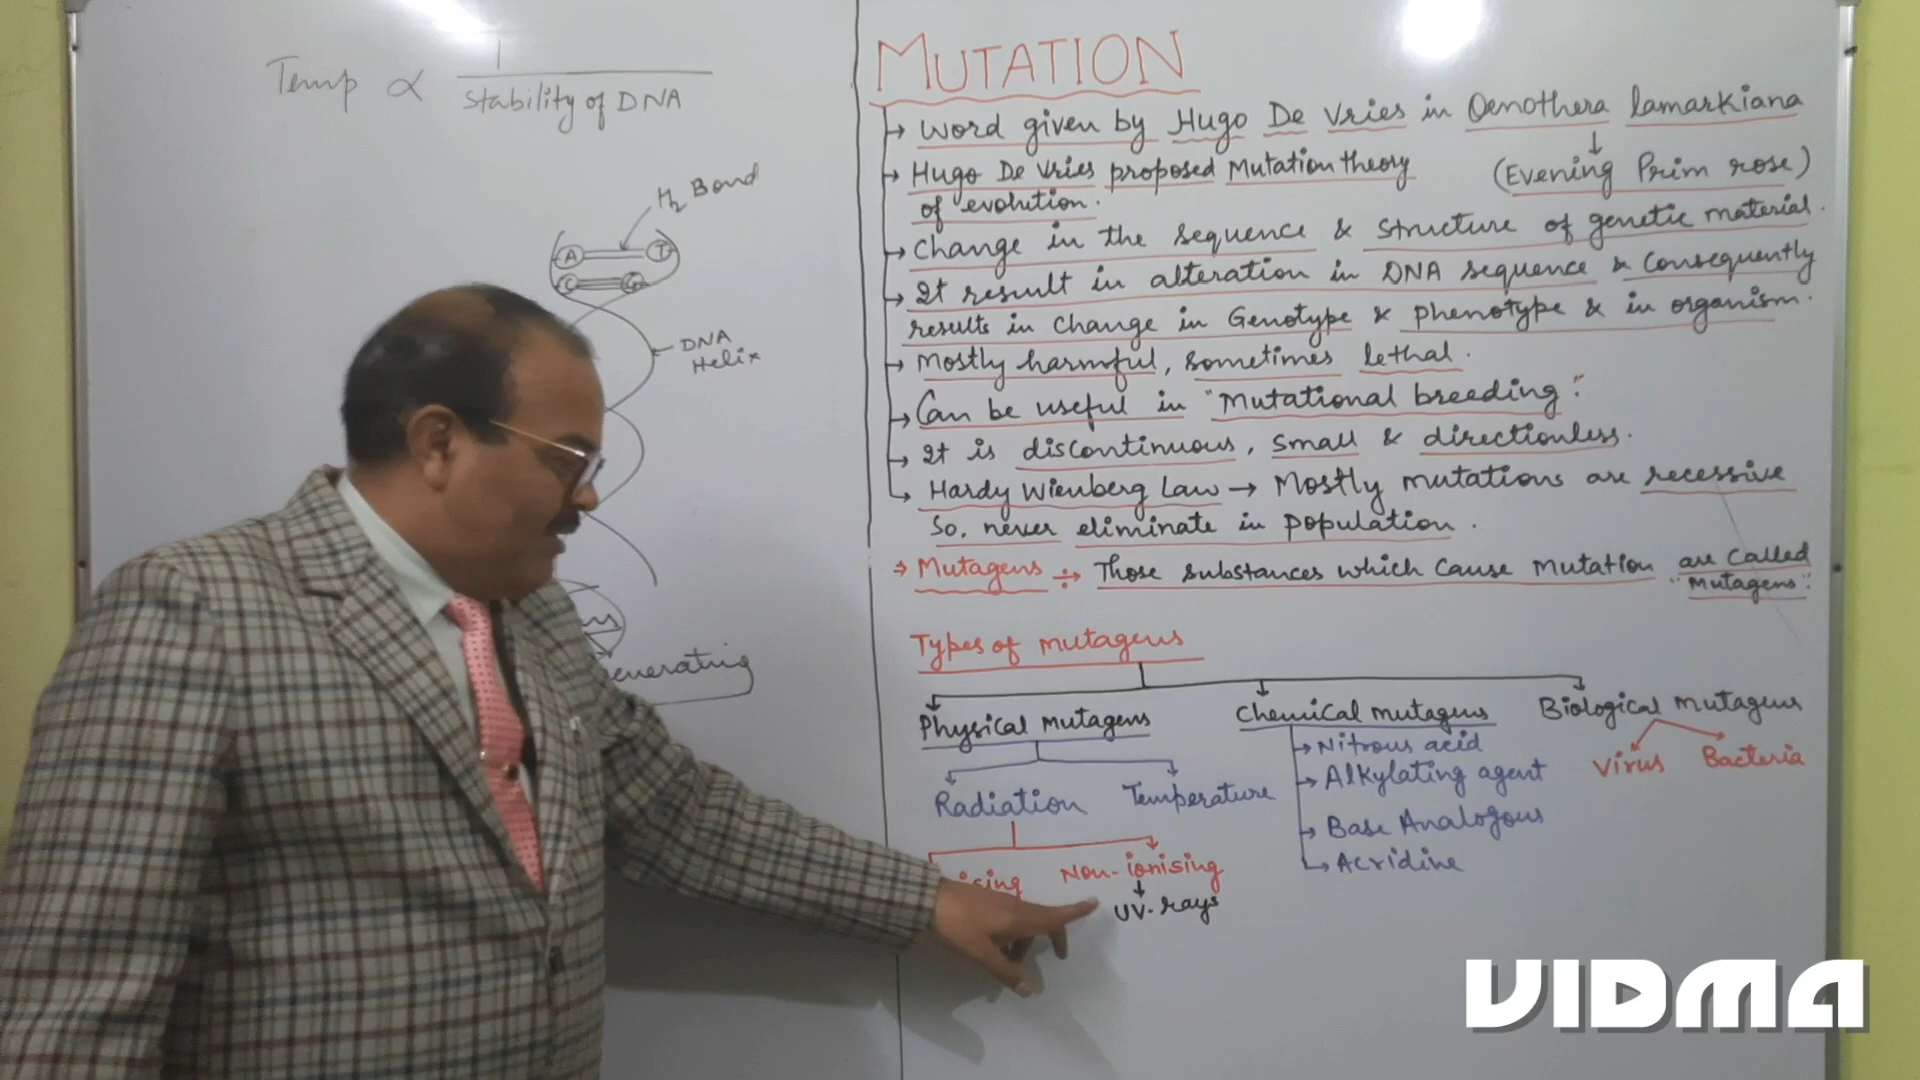 Temp ∝ 1
stability of DNA
H2 Bond
A T
C G
DNA
Helix
MUTATION
→ word given by Hugo De Vries in Oenothera lamarkiana
(Evening Prim rose)
→ Hugo De Vries proposed Mutation theory
of evolution.
→ Change in the sequence & structure of genetic material.
→ It result in alteration in DNA sequence & consequently
results in change in Genotype & phenotype & in organism.
→ Mostly harmful, sometimes lethal.
→ Can be useful in "Mutational breeding".
→ It is discontinuous, small & directionless.
→ Hardy Wienberg Law → Mostly mutations are recessive
So, never eliminate in population.
→ Mutagens ÷→ Those substances which cause mutation are called
"Mutagens".
Types of mutagens
Physical mutagens Chemical mutagens Biological mutagens
→ Nitrous acid
Virus Bacteria
→ Alkylating agent
Radiation Temperature
→ Base Analogous
→ Acridine
Non-ionising
UV-rays
VIDMA